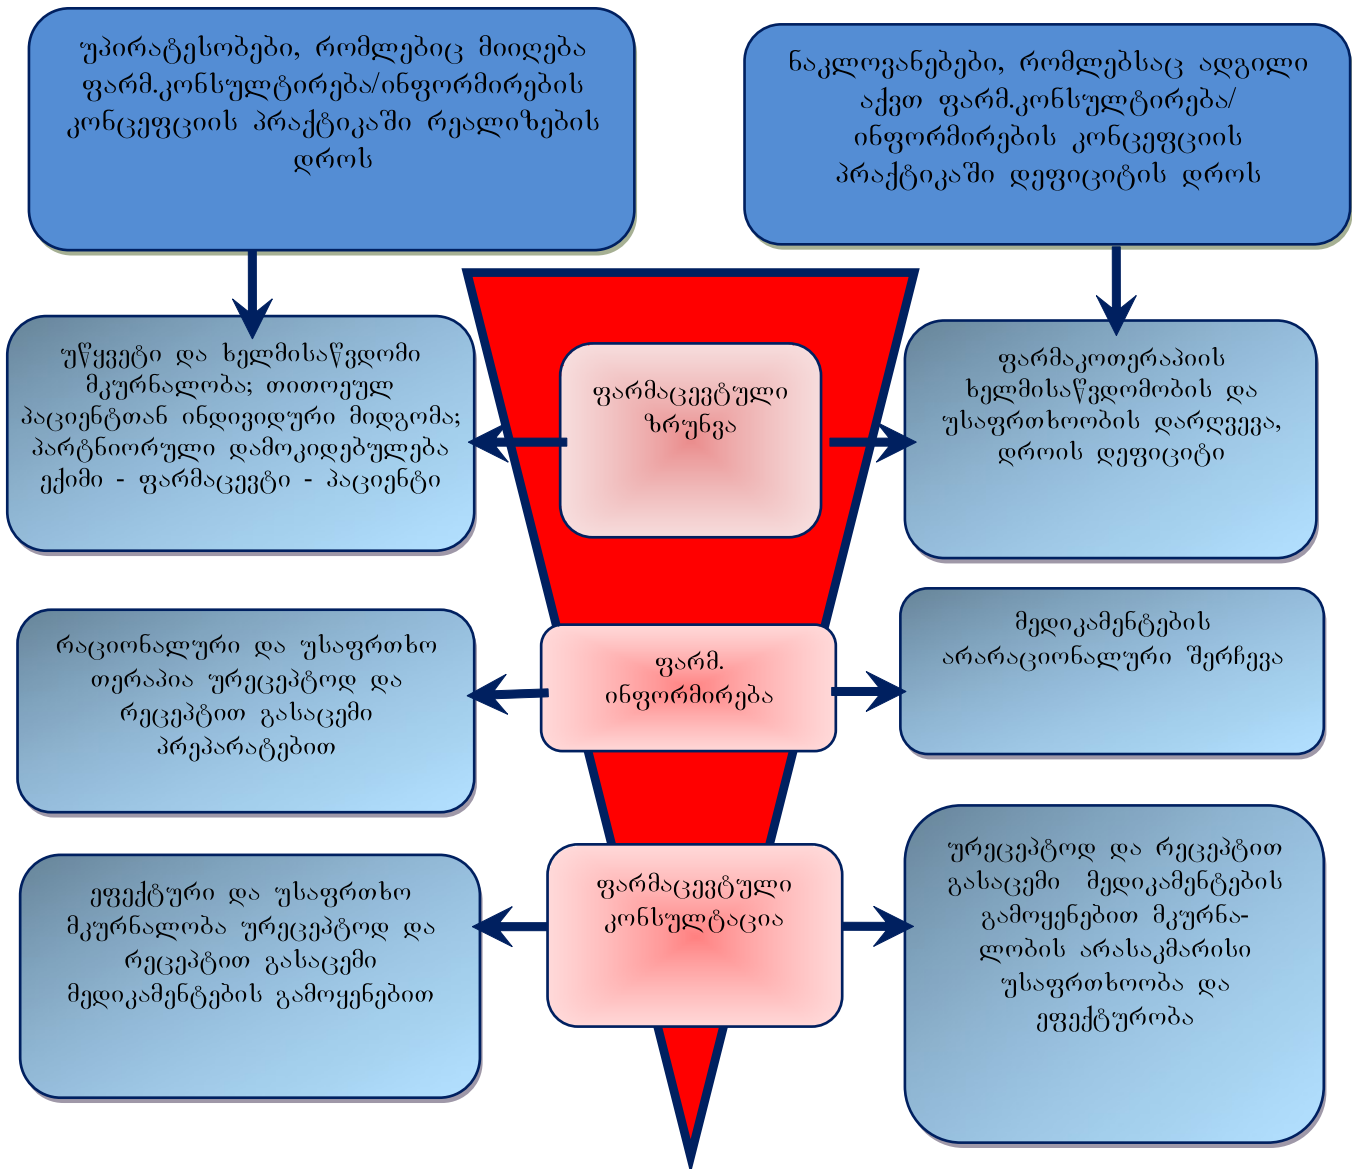 უპირატესობები, რომლებიც მიიღება
ფარმ.კონსულტირება/ინფორმირების
კონცეფციის პრაქტიკაში რეალიზების
დროს
ნაკლოვანებები, რომლებსაც ადგილი
აქვთ ფარმ.კონსულტირება/
ინფორმირების კონცეფციის
პრაქტიკაში დეფიციტის დროს
უწყვეტი და ხელმისაწვდომი
მკურნალობა; თითოეულ
პაციენტთან ინდივიდური მიდგომა;
პარტნიორული დამოკიდებულება
ექიმი - ფარმაცევტი - პაციენტი
ფარმაცევტული
ზრუნვა
ფარმაკოთერაპიის
ხელმისაწვდომობის და
უსაფრთხოობის დარღვევა,
დროის დეფიციტი
რაციონალური და უსაფრთხო
თერაპია ურეცეპტოდ და
რეცეპტით გასაცემი
პრეპარატებით
ფარმ.
ინფორმირება
მედიკამენტების
არარაციონალური შერჩევა
ეფექტური და უსაფრთხო
მკურნალობა ურეცეპტოდ და
რეცეპტით გასაცემი
მედიკამენტების გამოყენებით
ფარმაცევტული
კონსულტაცია
ურეცეპტოდ და რეცეპტით
გასაცემი მედიკამენტების
გამოყენებით მკურნა-
ლობის არასაკმარისი
უსაფრთხოობა და
ეფექტურობა